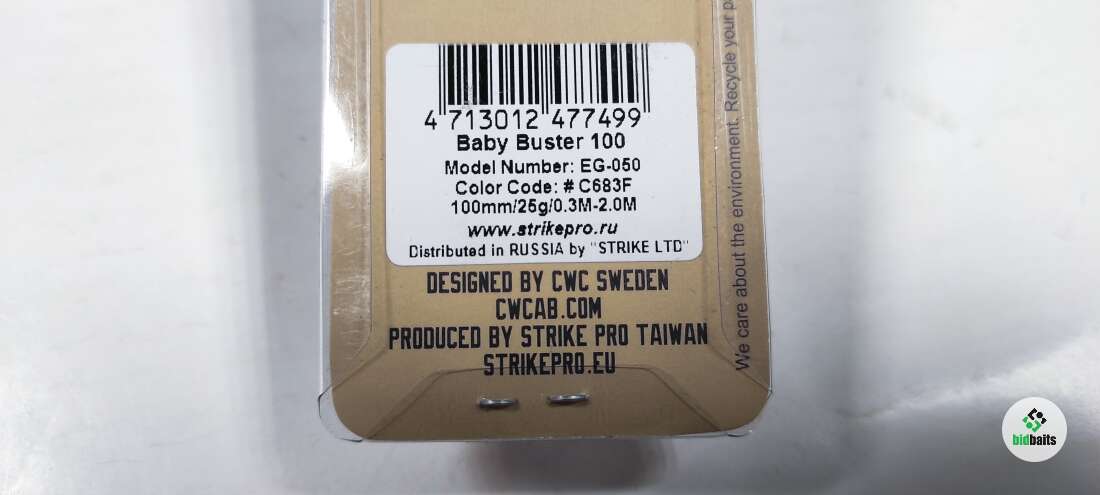 4 713012 477499
Baby Buster 100
Model Number: EG-050
Color Code: # C683F
100mm/25g/0.3M-2.0M
www.strikepro.ru
Distributed in RUSSIA by "STRIKE LTD"
DESIGNED BY CWC SWEDEN
CWCAB.COM
PRODUCED BY STRIKE PRO TAIWAN
STRIKEPRO.EU
We care about the environment. Recycle your
bidbaits